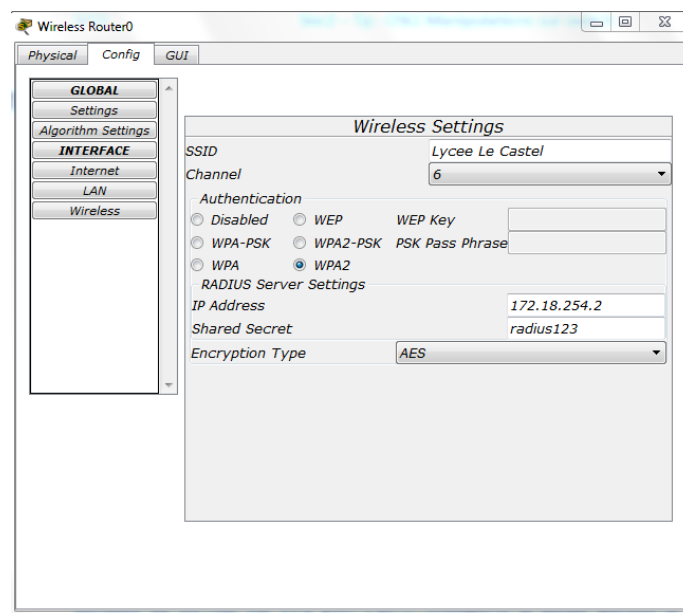 Wireless Router0
Physical Config GUI
GLOBAL
Settings
Algorithm Settings
INTERFACE
Internet
LAN
Wireless
Wireless Settings
SSID Lycee Le Castel
Channel 6
Authentication
Disabled WEP WEP Key
WPA-PSK WPA2-PSK PSK Pass Phrase
WPA WPA2
RADIUS Server Settings
IP Address 172.18.254.2
Shared Secret radius123
Encryption Type AES